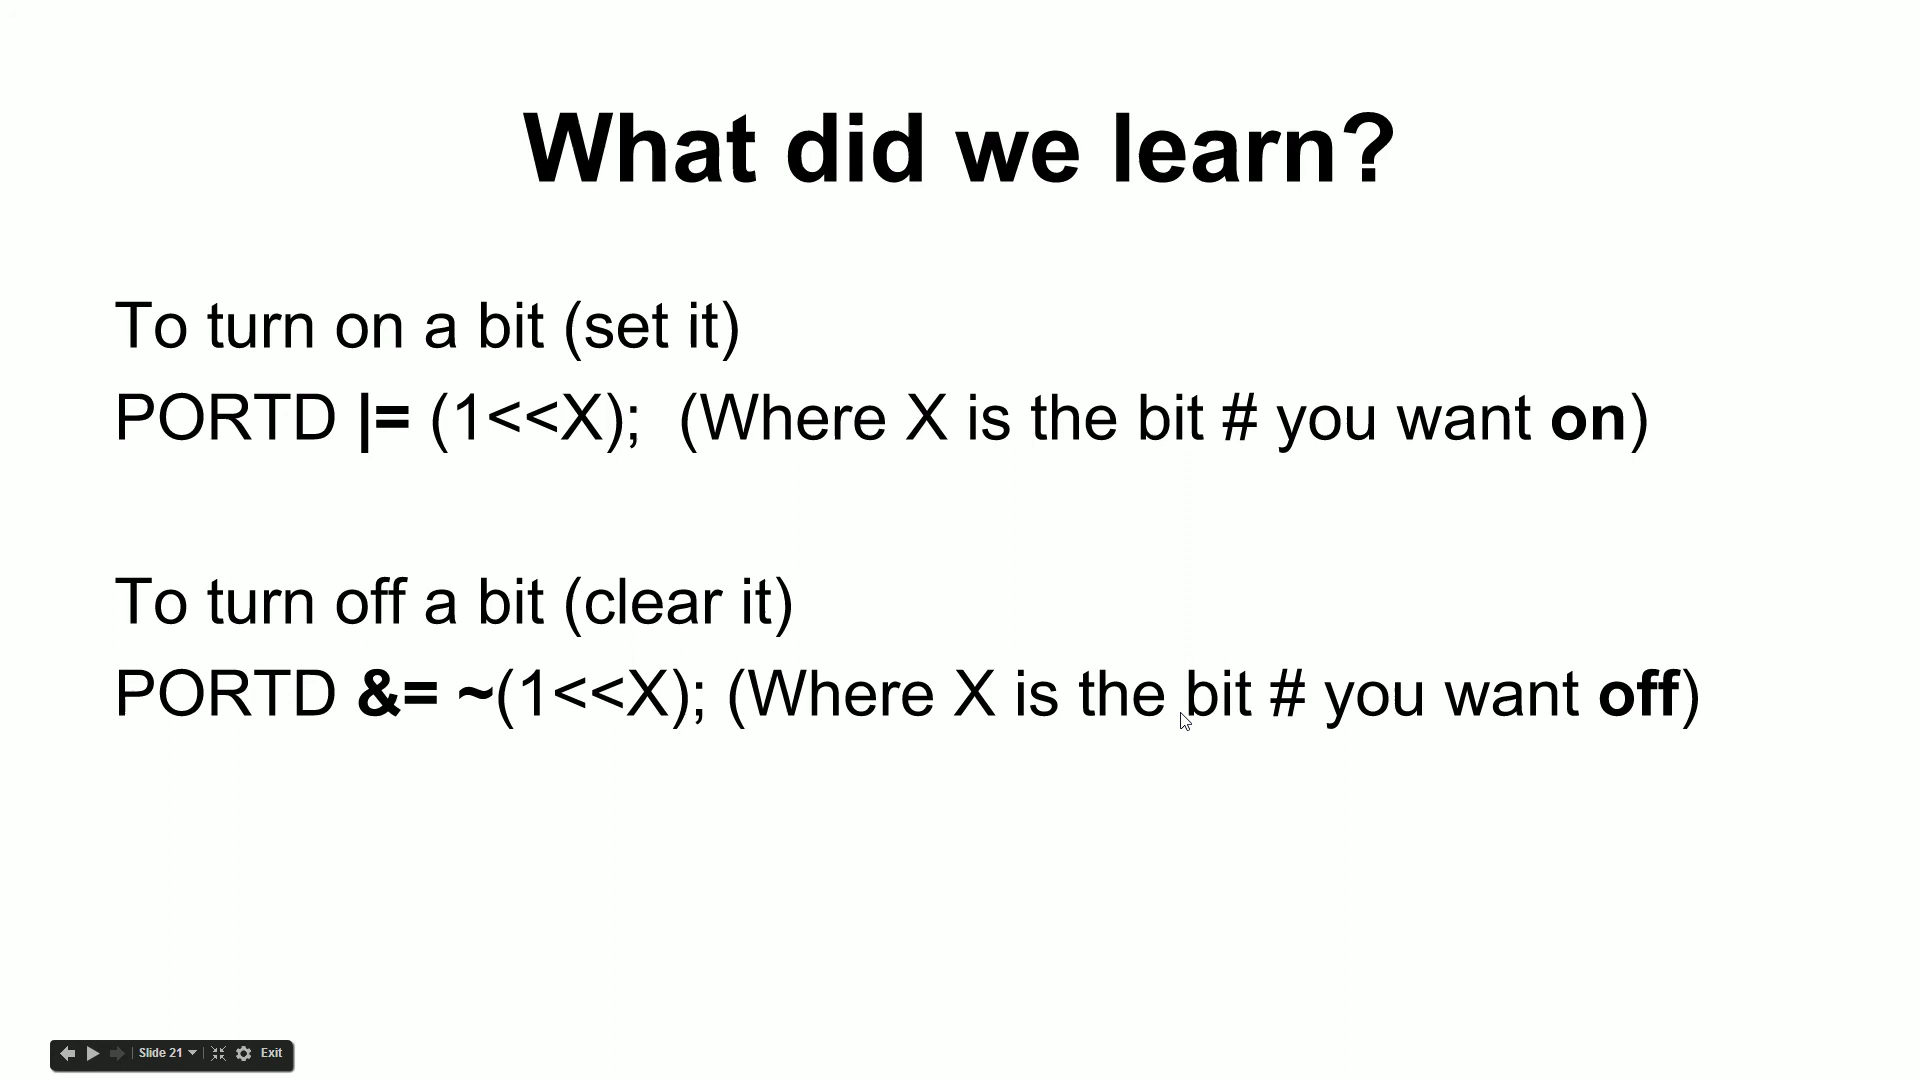 What did we learn?
To turn on a bit (set it)
PORTD |= (1<<X);  (Where X is the bit # you want on)
To turn off a bit (clear it)
PORTD &= ~(1<<X); (Where X is the bit # you want off)
Slide 21 Exit